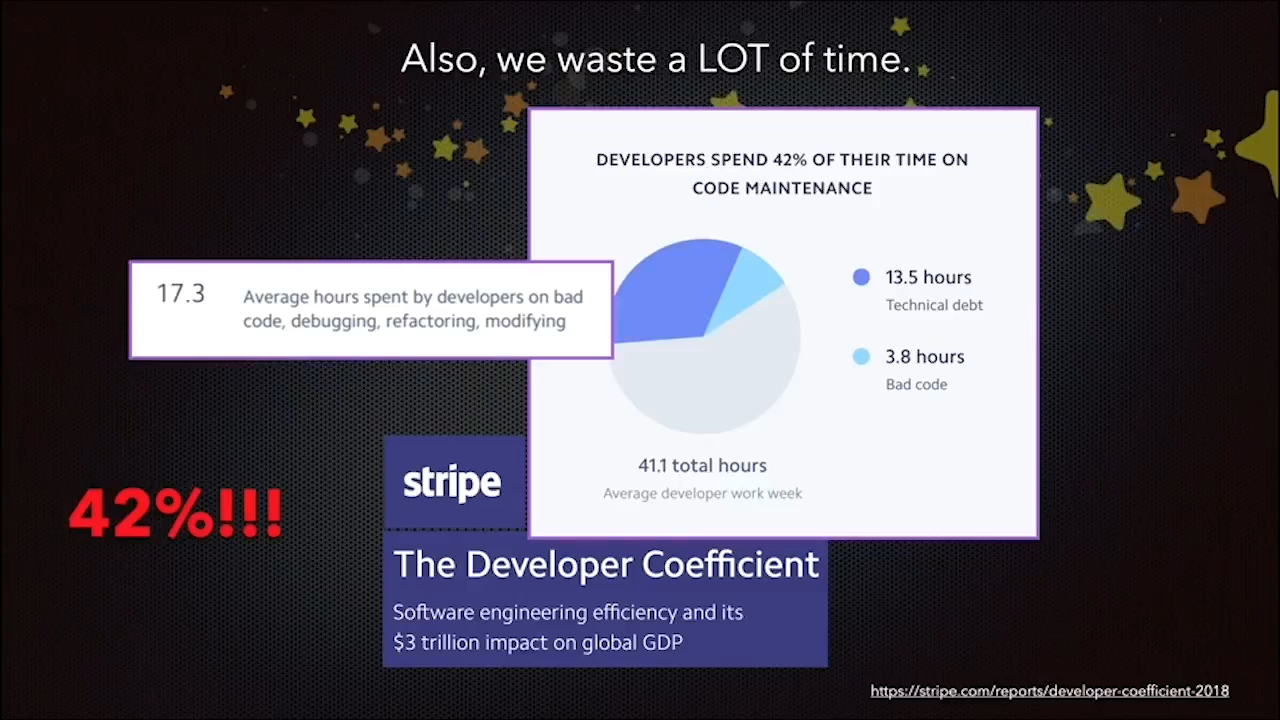 Also, we waste a LOT of time.
DEVELOPERS SPEND 42% OF THEIR TIME ON
CODE MAINTENANCE
17.3
Average hours spent by developers on bad
code, debugging, refactoring, modifying
13.5 hours
Technical debt
3.8 hours
Bad code
41.1 total hours
Average developer work week
42%!!!
stripe
The Developer Coefficient
Software engineering efficiency and its
$3 trillion impact on global GDP
https://stripe.com/reports/developer-coefficient-2018